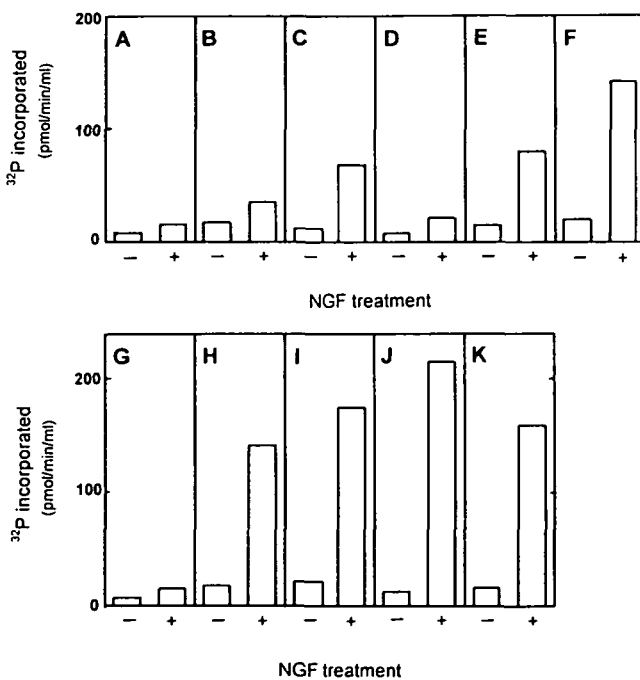 200
A B C D E F
³²P incorporated
(pmol/min/ml)
100
0
− + − + − + − + − + − +
NGF treatment
G H I J K
200
³²P incorporated
(pmol/min/ml)
100
0
− + − + − + − + − +
NGF treatment